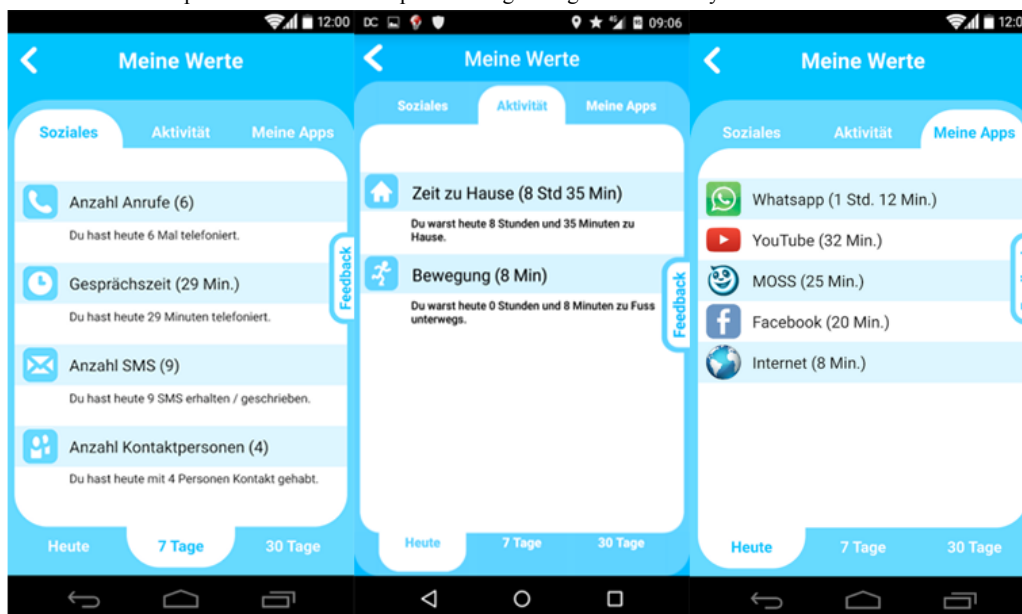 12:00
Meine Werte
Soziales Aktivität Meine Apps
Anzahl Anrufe (6)
Du hast heute 6 Mal telefoniert.
Gesprächszeit (29 Min.)
Du hast heute 29 Minuten telefoniert.
Anzahl SMS (9)
Du hast heute 9 SMS erhalten / geschrieben.
Anzahl Kontaktpersonen (4)
Du hast heute mit 4 Personen Kontakt gehabt.
Feedback
Heute 7 Tage 30 Tage
DC 09:06
Meine Werte
Soziales Aktivität Meine Apps
Zeit zu Hause (8 Std 35 Min)
Du warst heute 8 Stunden und 35 Minuten zu
Hause.
Bewegung (8 Min)
Du warst heute 0 Stunden und 8 Minuten zu Fuss
unterwegs.
Feedback
Heute 7 Tage 30 Tage
12:0
Meine Werte
Soziales Aktivität Meine Apps
Whatsapp (1 Std. 12 Min.)
YouTube (32 Min.)
MOSS (25 Min.)
Facebook (20 Min.)
Internet (8 Min.)
Heute 7 Tage 30 Tage